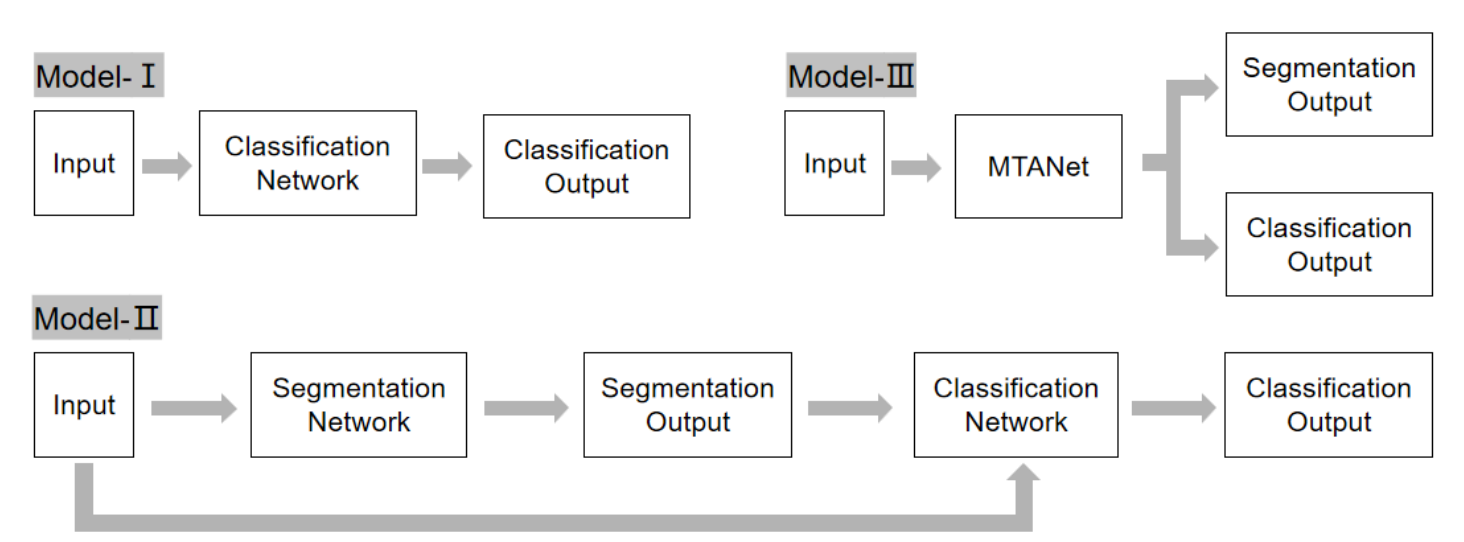 Model-Ⅰ
Input
Classification
Network
Classification
Output
Model-Ⅲ
Input
MTANet
Segmentation
Output
Classification
Output
Model-Ⅱ
Input
Segmentation
Network
Segmentation
Output
Classification
Network
Classification
Output